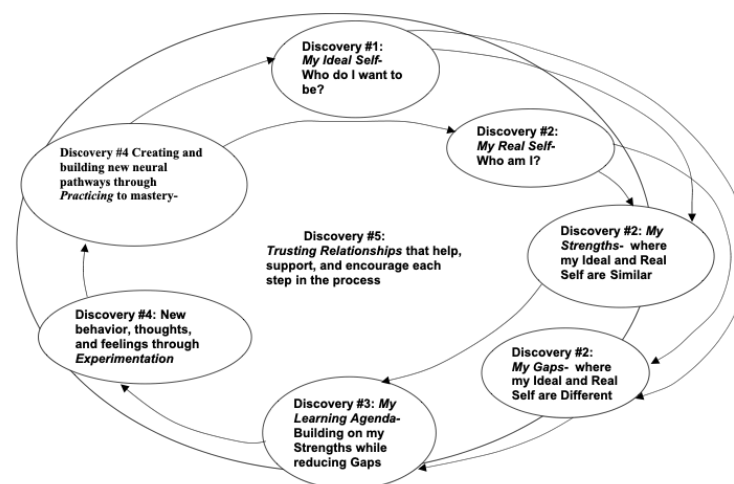 Discovery #1:
My Ideal Self-
Who do I want to
be?
Discovery #2:
My Real Self-
Who am I?
Discovery #4 Creating and
building new neural
pathways through
Practicing to mastery-
Discovery #2: My
Strengths- where
my Ideal and Real
Self are Similar
Discovery #5:
Trusting Relationships that help,
support, and encourage each
step in the process
Discovery #4: New
behavior, thoughts,
and feelings through
Experimentation
Discovery #2:
My Gaps- where
my Ideal and Real
Self are Different
Discovery #3: My
Learning Agenda-
Building on my
Strengths while
reducing Gaps